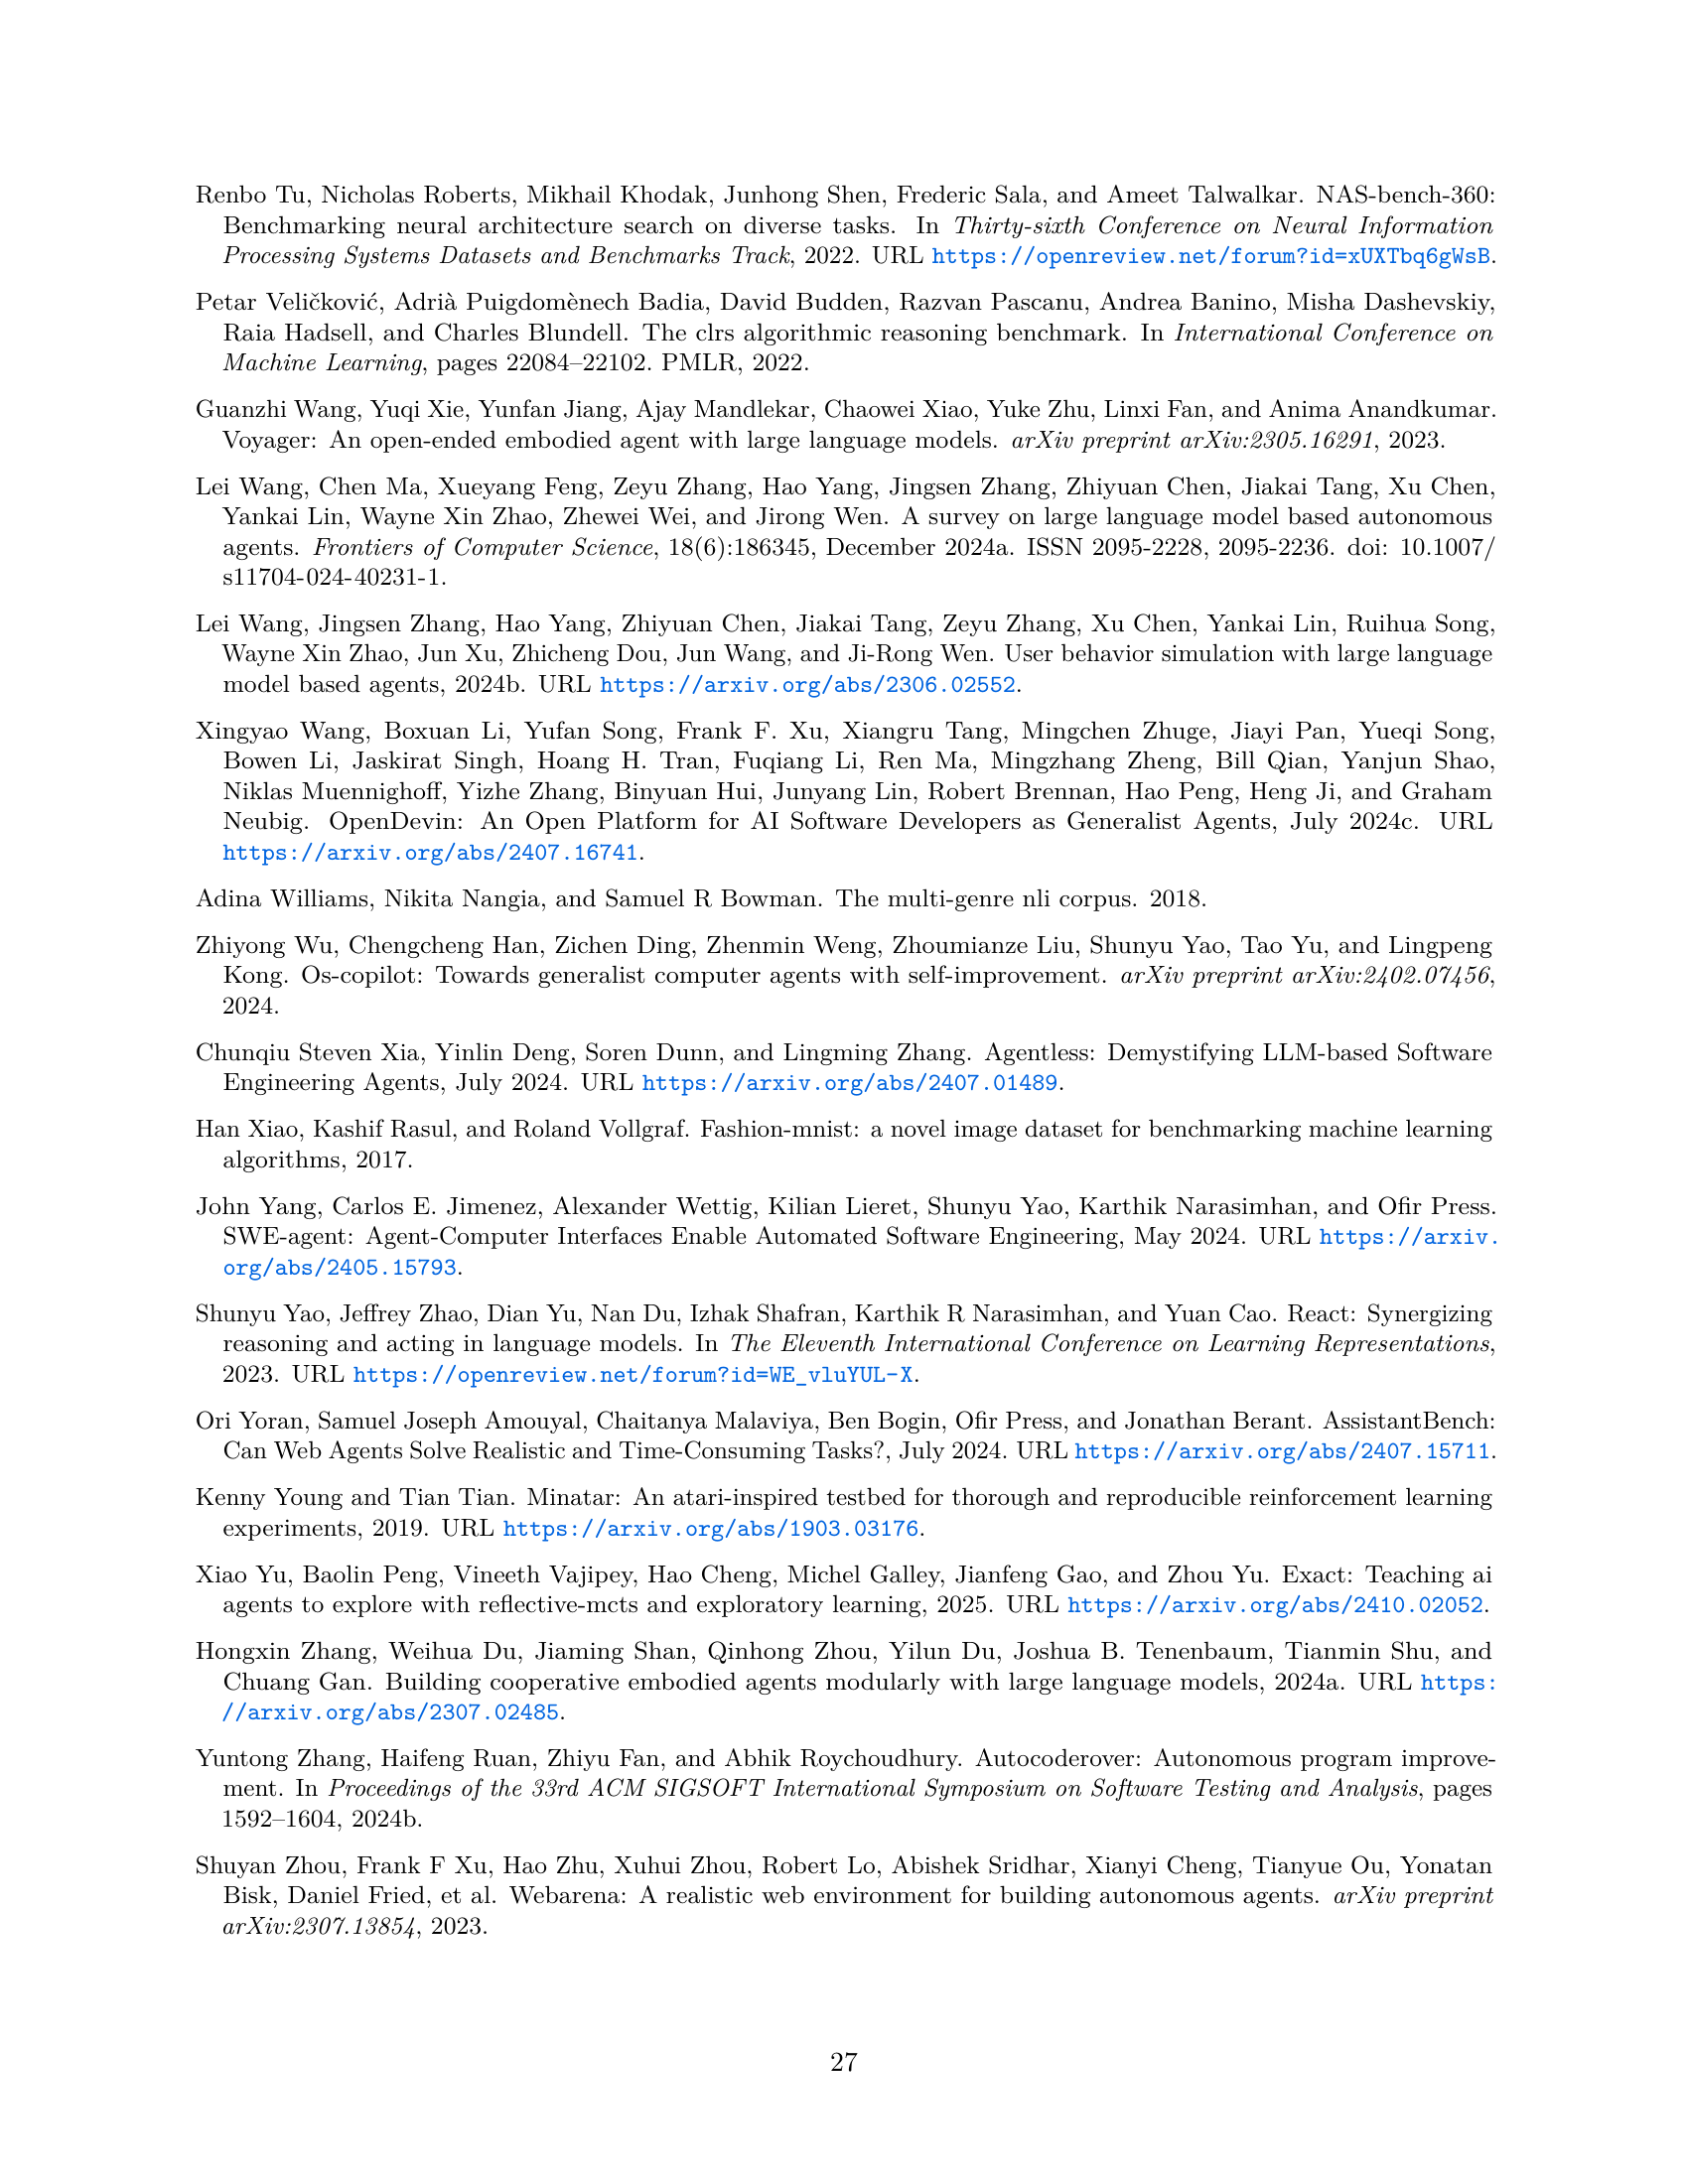 Renbo Tu, Nicholas Roberts, Mikhail Khodak, Junhong Shen, Frederic Sala, and Ameet Talwalkar. NAS-bench-360:
Benchmarking neural architecture search on diverse tasks. In Thirty-sixth Conference on Neural Information
Processing Systems Datasets and Benchmarks Track, 2022. URL https://openreview.net/forum?id=xUXTbq6gWsB.
Petar Veličković, Adrià Puigdomènech Badia, David Budden, Razvan Pascanu, Andrea Banino, Misha Dashevskiy,
Raia Hadsell, and Charles Blundell. The clrs algorithmic reasoning benchmark. In International Conference on
Machine Learning, pages 22084–22102. PMLR, 2022.
Guanzhi Wang, Yuqi Xie, Yunfan Jiang, Ajay Mandlekar, Chaowei Xiao, Yuke Zhu, Linxi Fan, and Anima Anandkumar.
Voyager: An open-ended embodied agent with large language models. arXiv preprint arXiv:2305.16291, 2023.
Lei Wang, Chen Ma, Xueyang Feng, Zeyu Zhang, Hao Yang, Jingsen Zhang, Zhiyuan Chen, Jiakai Tang, Xu Chen,
Yankai Lin, Wayne Xin Zhao, Zhewei Wei, and Jirong Wen. A survey on large language model based autonomous
agents. Frontiers of Computer Science, 18(6):186345, December 2024a. ISSN 2095-2228, 2095-2236. doi: 10.1007/
s11704-024-40231-1.
Lei Wang, Jingsen Zhang, Hao Yang, Zhiyuan Chen, Jiakai Tang, Zeyu Zhang, Xu Chen, Yankai Lin, Ruihua Song,
Wayne Xin Zhao, Jun Xu, Zhicheng Dou, Jun Wang, and Ji-Rong Wen. User behavior simulation with large language
model based agents, 2024b. URL https://arxiv.org/abs/2306.02552.
Xingyao Wang, Boxuan Li, Yufan Song, Frank F. Xu, Xiangru Tang, Mingchen Zhuge, Jiayi Pan, Yueqi Song,
Bowen Li, Jaskirat Singh, Hoang H. Tran, Fuqiang Li, Ren Ma, Mingzhang Zheng, Bill Qian, Yanjun Shao,
Niklas Muennighoff, Yizhe Zhang, Binyuan Hui, Junyang Lin, Robert Brennan, Hao Peng, Heng Ji, and Graham
Neubig. OpenDevin: An Open Platform for AI Software Developers as Generalist Agents, July 2024c. URL
https://arxiv.org/abs/2407.16741.
Adina Williams, Nikita Nangia, and Samuel R Bowman. The multi-genre nli corpus. 2018.
Zhiyong Wu, Chengcheng Han, Zichen Ding, Zhenmin Weng, Zhoumianze Liu, Shunyu Yao, Tao Yu, and Lingpeng
Kong. Os-copilot: Towards generalist computer agents with self-improvement. arXiv preprint arXiv:2402.07456,
2024.
Chunqiu Steven Xia, Yinlin Deng, Soren Dunn, and Lingming Zhang. Agentless: Demystifying LLM-based Software
Engineering Agents, July 2024. URL https://arxiv.org/abs/2407.01489.
Han Xiao, Kashif Rasul, and Roland Vollgraf. Fashion-mnist: a novel image dataset for benchmarking machine learning
algorithms, 2017.
John Yang, Carlos E. Jimenez, Alexander Wettig, Kilian Lieret, Shunyu Yao, Karthik Narasimhan, and Ofir Press.
SWE-agent: Agent-Computer Interfaces Enable Automated Software Engineering, May 2024. URL https://arxiv.
org/abs/2405.15793.
Shunyu Yao, Jeffrey Zhao, Dian Yu, Nan Du, Izhak Shafran, Karthik R Narasimhan, and Yuan Cao. React: Synergizing
reasoning and acting in language models. In The Eleventh International Conference on Learning Representations,
2023. URL https://openreview.net/forum?id=WE_vluYUL-X.
Ori Yoran, Samuel Joseph Amouyal, Chaitanya Malaviya, Ben Bogin, Ofir Press, and Jonathan Berant. AssistantBench:
Can Web Agents Solve Realistic and Time-Consuming Tasks?, July 2024. URL https://arxiv.org/abs/2407.15711.
Kenny Young and Tian Tian. Minatar: An atari-inspired testbed for thorough and reproducible reinforcement learning
experiments, 2019. URL https://arxiv.org/abs/1903.03176.
Xiao Yu, Baolin Peng, Vineeth Vajipey, Hao Cheng, Michel Galley, Jianfeng Gao, and Zhou Yu. Exact: Teaching ai
agents to explore with reflective-mcts and exploratory learning, 2025. URL https://arxiv.org/abs/2410.02052.
Hongxin Zhang, Weihua Du, Jiaming Shan, Qinhong Zhou, Yilun Du, Joshua B. Tenenbaum, Tianmin Shu, and
Chuang Gan. Building cooperative embodied agents modularly with large language models, 2024a. URL https:
//arxiv.org/abs/2307.02485.
Yuntong Zhang, Haifeng Ruan, Zhiyu Fan, and Abhik Roychoudhury. Autocoderover: Autonomous program improve-
ment. In Proceedings of the 33rd ACM SIGSOFT International Symposium on Software Testing and Analysis, pages
1592–1604, 2024b.
Shuyan Zhou, Frank F Xu, Hao Zhu, Xuhui Zhou, Robert Lo, Abishek Sridhar, Xianyi Cheng, Tianyue Ou, Yonatan
Bisk, Daniel Fried, et al. Webarena: A realistic web environment for building autonomous agents. arXiv preprint
arXiv:2307.13854, 2023.
27